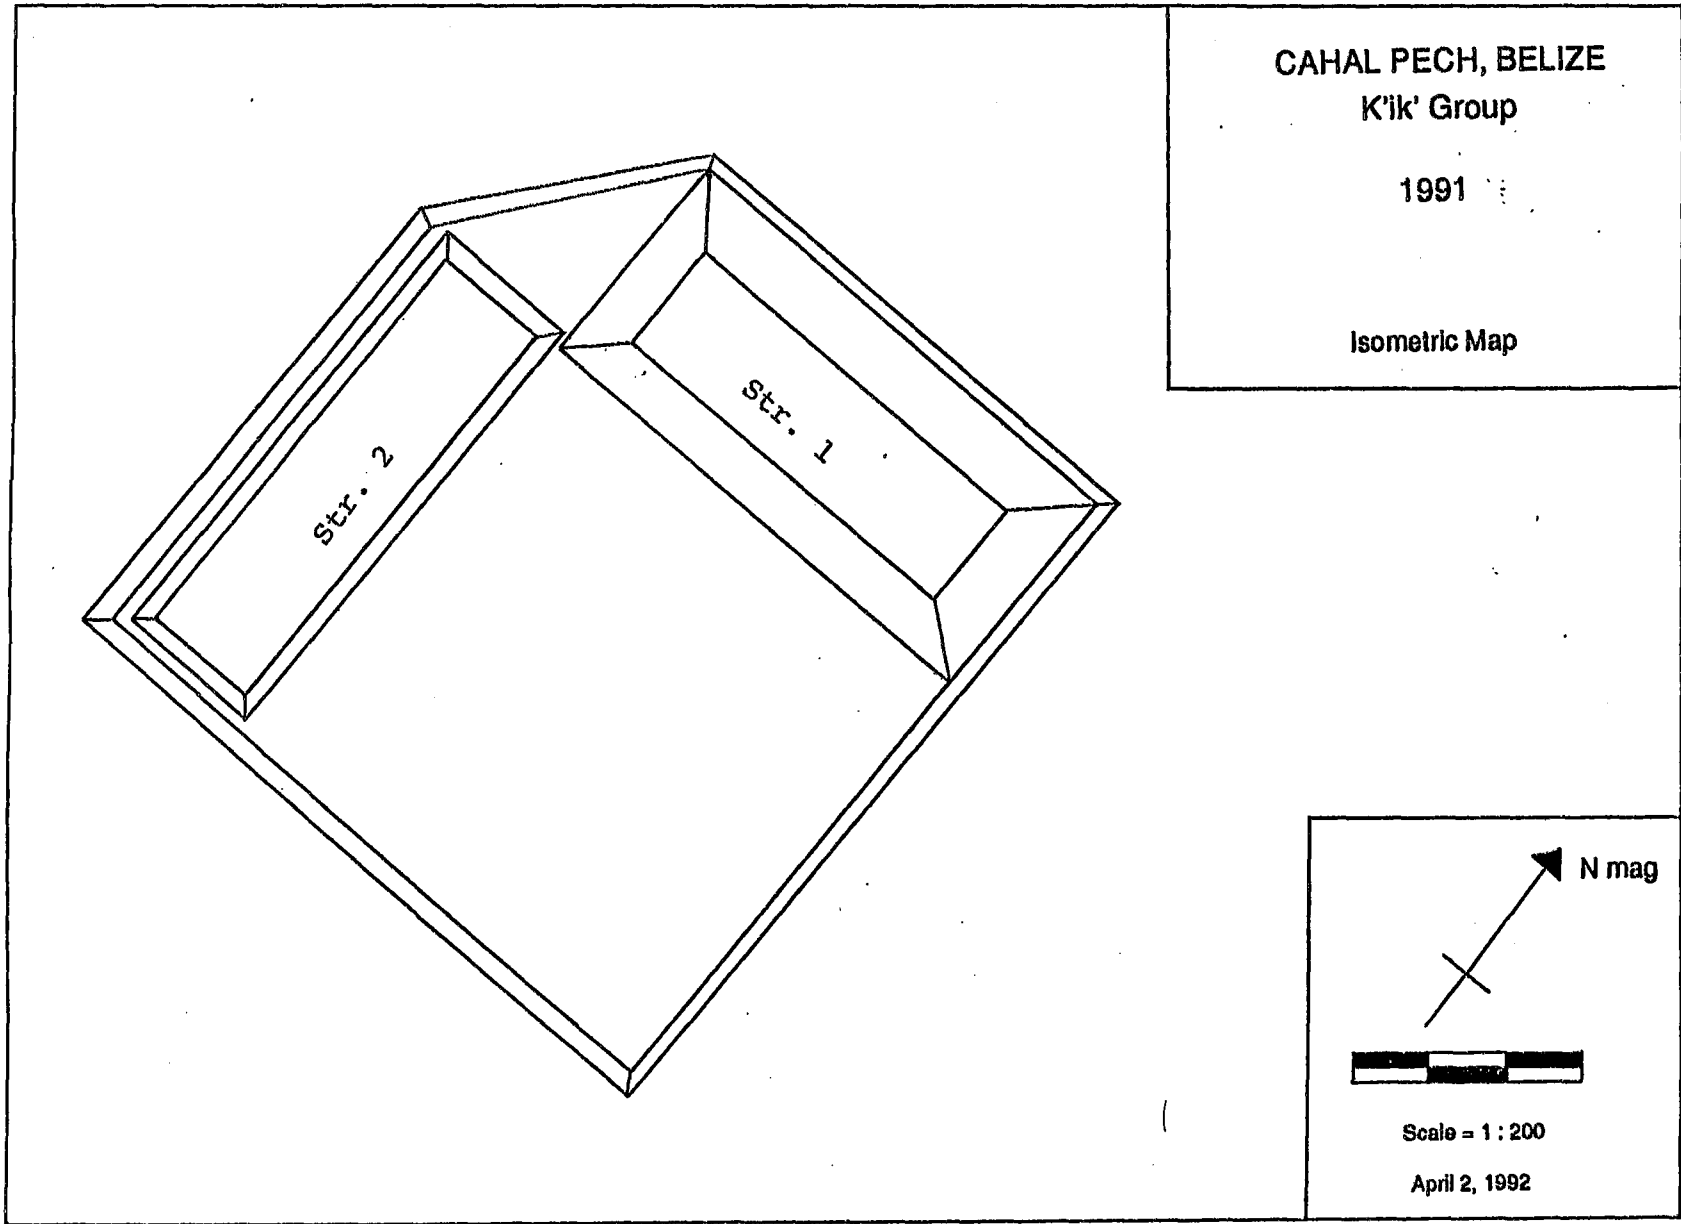 CAHAL PECH, BELIZE
K'ik' Group
1991
Isometric Map
Str. 1
Str. 2
N mag
Scale = 1 : 200
April 2, 1992